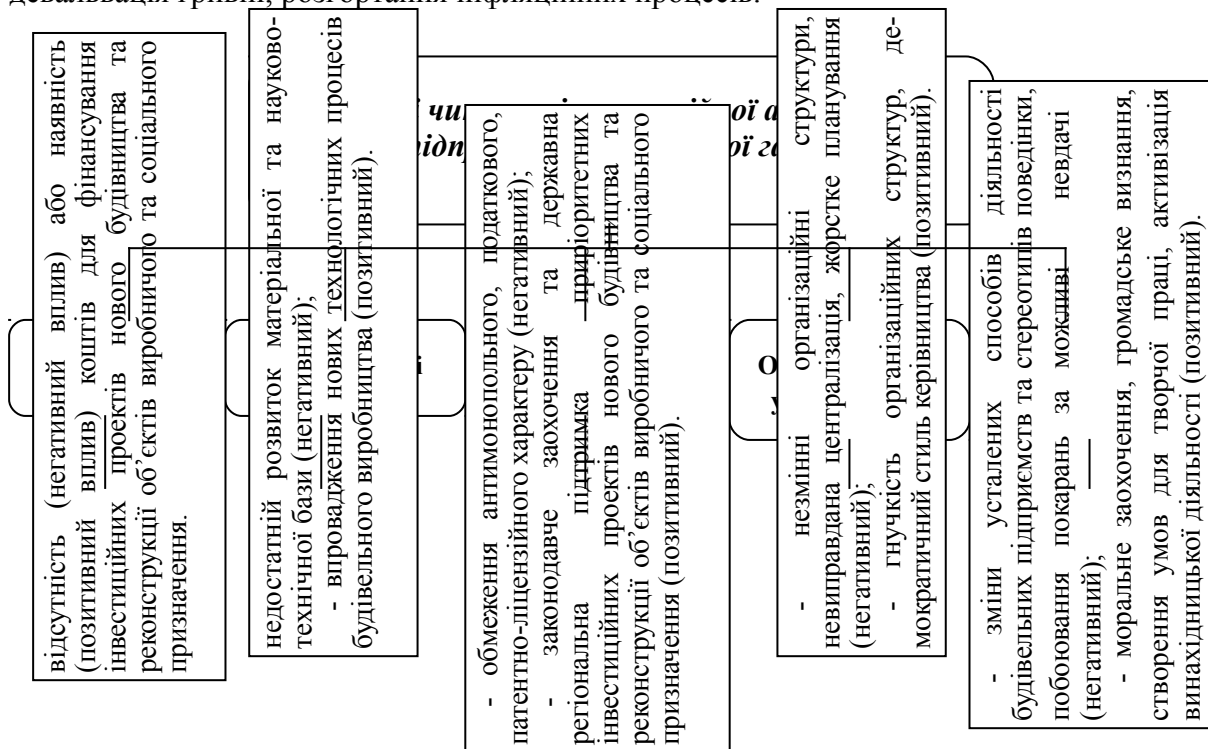 девальвація гривні, розгортання інфляційних процесів.
відсутність (негативний вплив) або наявність
(позитивний вплив) коштів для фінансування
інвестиційних проектів нового будівництва та
реконструкції об’єктів виробничого та соціального
призначення.
недостатній розвиток матеріальної та науково-
технічної бази (негативний);
- впровадження нових технологічних процесів
будівельного виробництва (позитивний).
- обмеження антимонопольного, податкового,
патентно-ліцензійного характеру (негативний);
- законодавче заохочення та державна
регіональна підтримка приріоритетних
інвестиційних проектів нового будівництва та
реконструкції об’єктів виробничого та соціального
призначення (позитивний).
- незмінні організаційні структури,
невиправдана централізація, жорстке планування
(негативний);
- гнучкість організаційних структур, де-
мократичний стиль керівництва (позитивний).
- зміни усталених способів діяльності
будівельних підприємств та стереотипів поведінки,
побоювання покарань за можливі невдачі
(негативний);
- моральне заохочення, громадське визнання,
створення умов для творчої праці, активізація
винахідницької діяльності (позитивний).